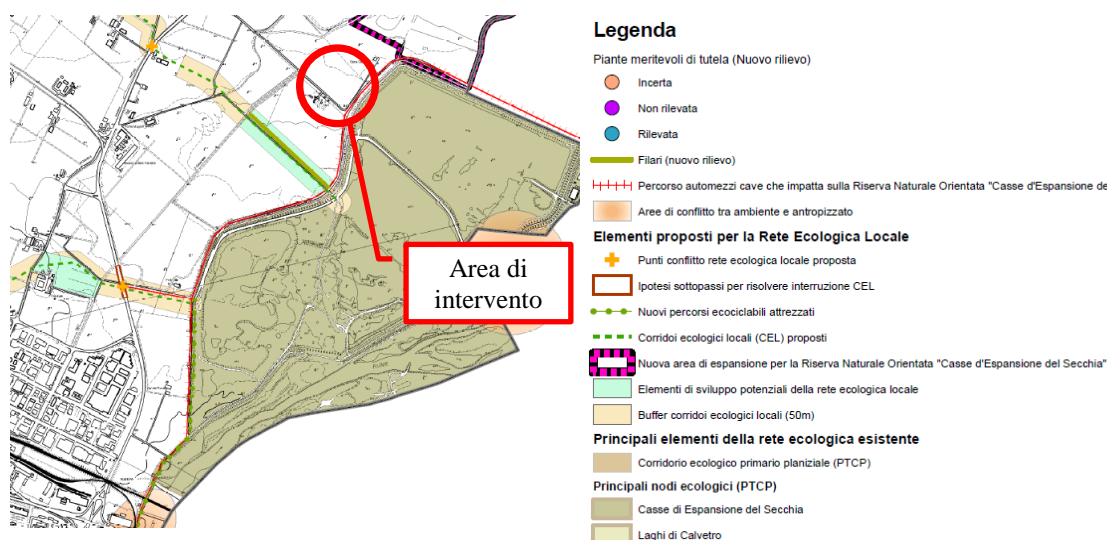 Area di
intervento
Legenda
Piante meritevoli di tutela (Nuovo rilievo)
Incerta
Non rilevata
Rilevata
Filari (nuovo rilievo)
Percorso automezzi cave che impatta sulla Riserva Naturale Orientata "Casse d'Espansione de
Aree di conflitto tra ambiente e antropizzato
Elementi proposti per la Rete Ecologica Locale
Punti conflitto rete ecologica locale proposta
Ipotesi sottopassi per risolvere interruzione CEL
Nuovi percorsi ecociclabili attrezzati
Corridoi ecologici locali (CEL) proposti
Nuova area di espansione per la Riserva Naturale Orientata "Casse d'Espansione del Secchia"
Elementi di sviluppo potenziali della rete ecologica locale
Buffer corridoi ecologici locali (50m)
Principali elementi della rete ecologica esistente
Corridorio ecologico primario planiziale (PTCP)
Principali nodi ecologici (PTCP)
Casse di Espansione del Secchia
Laghi di Calvetro